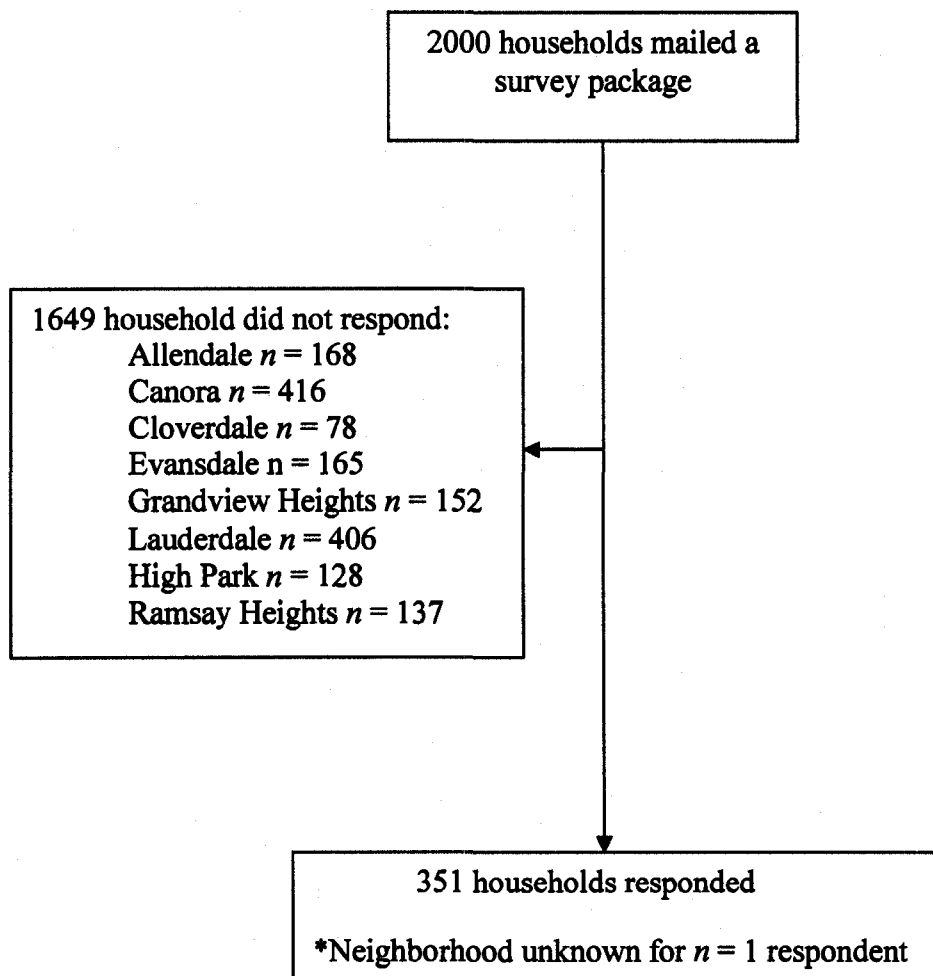 2000 households mailed a
survey package
1649 household did not respond:
Allendale n = 168
Canora n = 416
Cloverdale n = 78
Evansdale n = 165
Grandview Heights n = 152
Lauderdale n = 406
High Park n = 128
Ramsay Heights n = 137
351 households responded
*Neighborhood unknown for n = 1 respondent